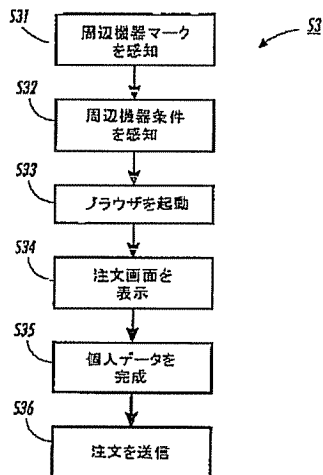 S31
周辺機器マーク
を感知
S3
S32
周辺機器条件
を感知
S33
ブラウザを起動
S34
注文画面を
表示
S35
個人データを
完成
S36
注文を送信